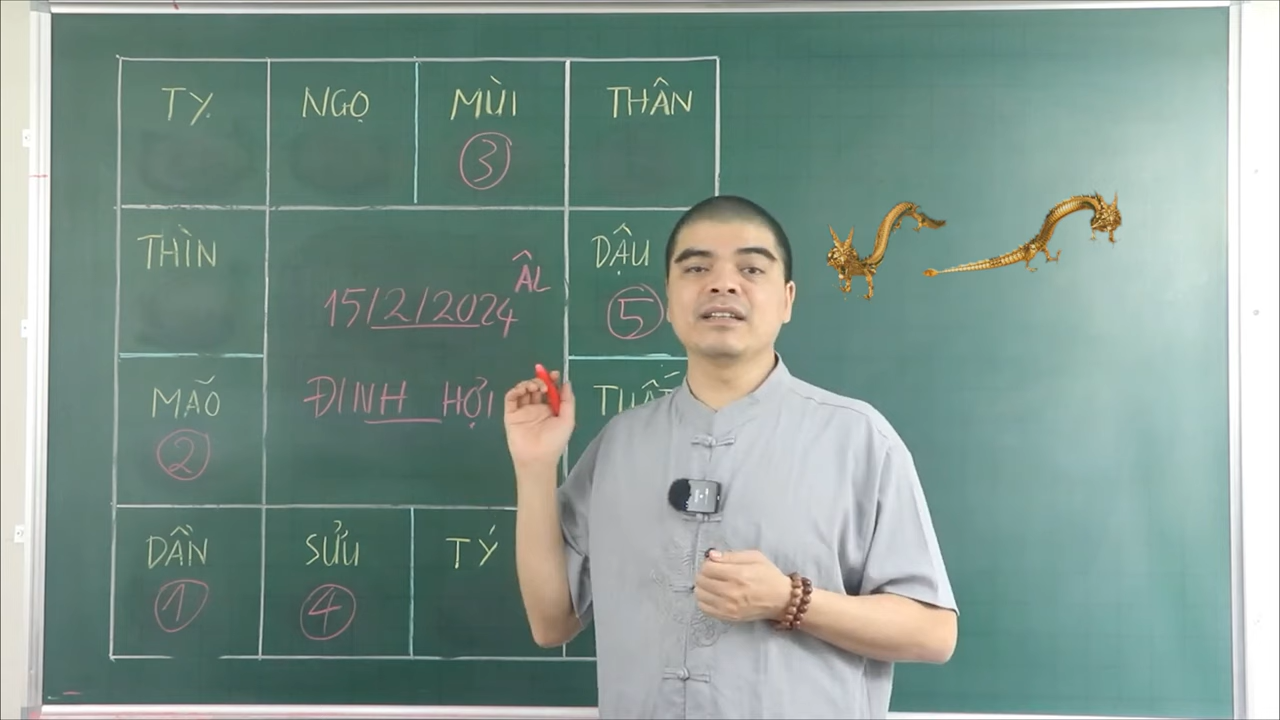 TỴ NGỌ MÙI THÂN
③
THÌN DẬU
ÂL
15/2/2024
⑤
ĐINH HỢI
MÃO
②
DẦN SỬU TÝ
① ④